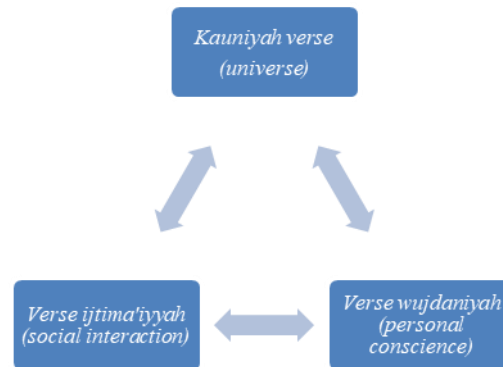 Kauniyah verse
(universe)
Verse ijtima'iyyah
(social interaction)
Verse wujdaniyah
(personal
conscience)